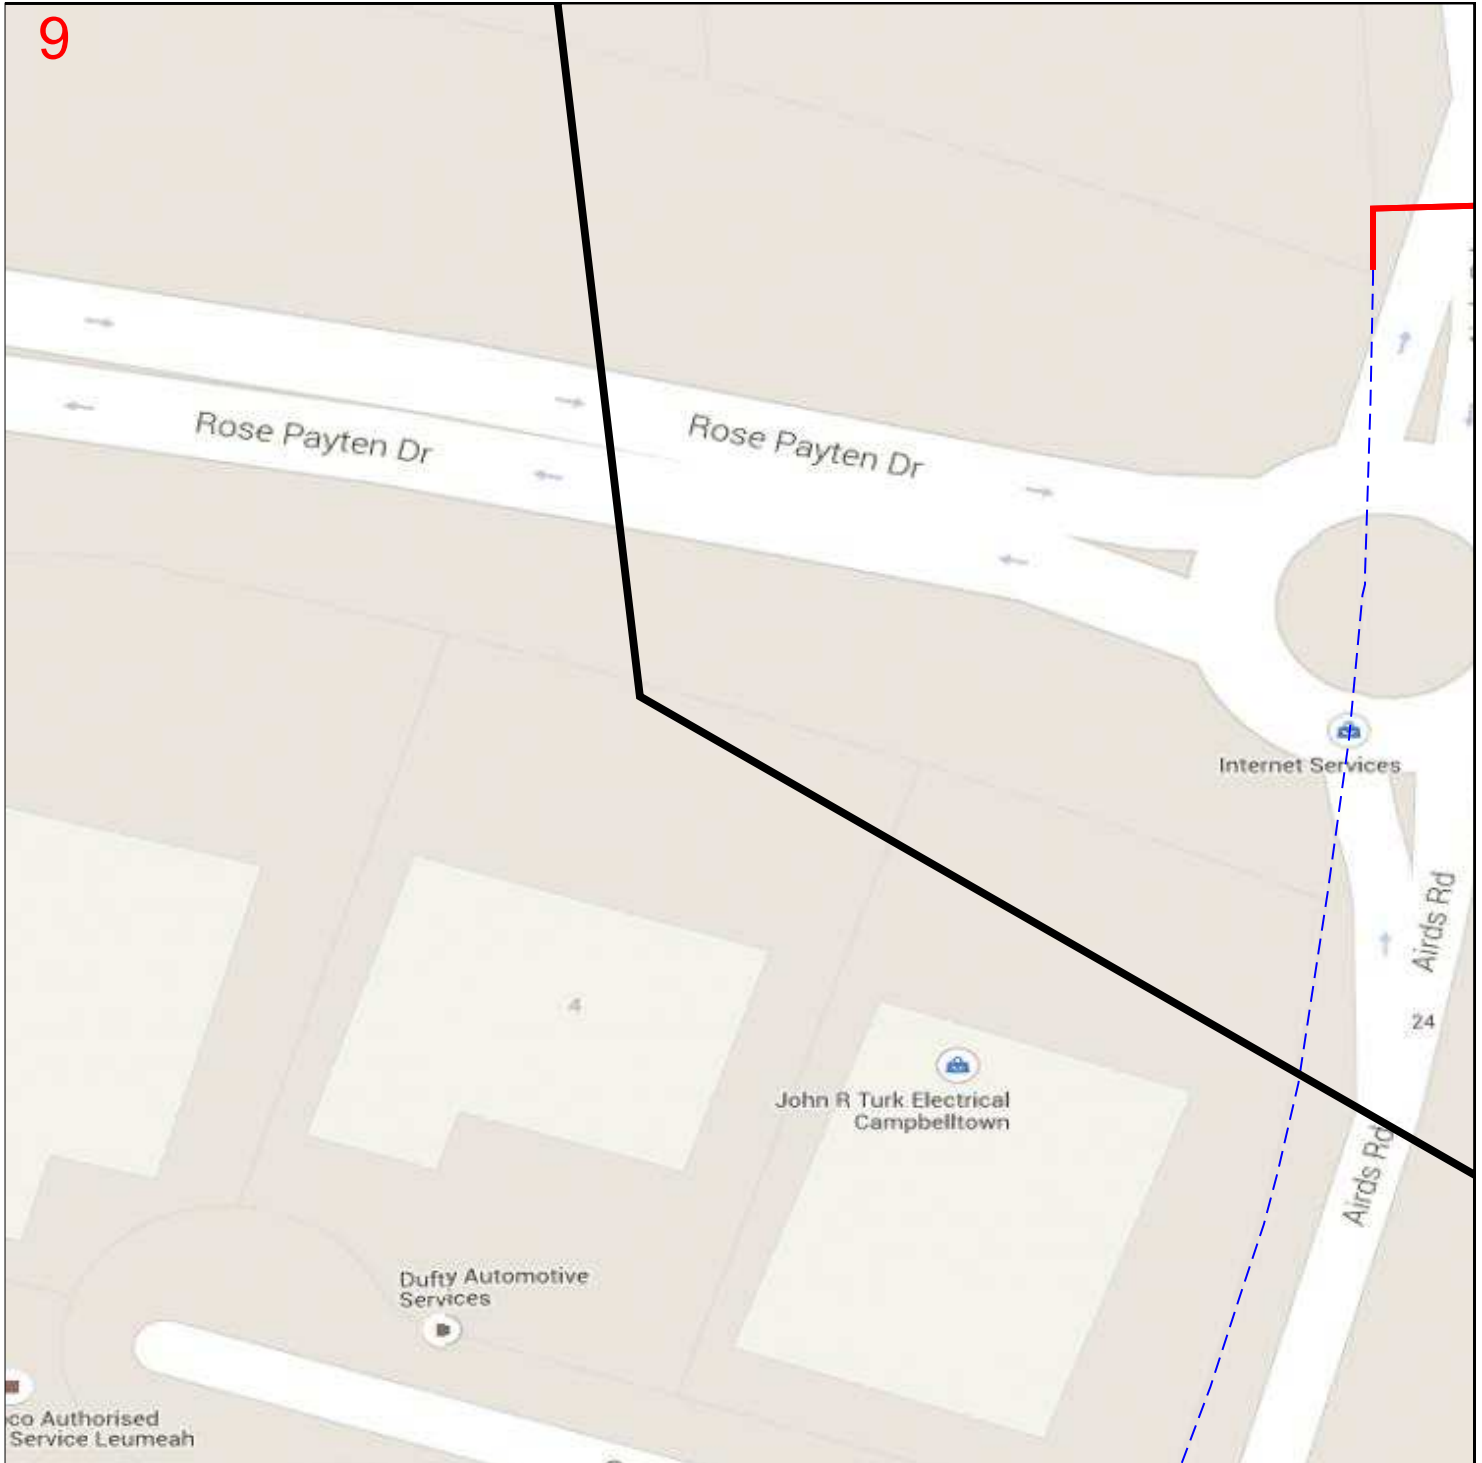 9
Rose Payten Dr
Rose Payten Dr
Internet Services
Airds Rd
24
4
John R Turk Electrical
Campbelltown
Airds Rd
Dufty Automotive
Services
co Authorised
Service Leumeah